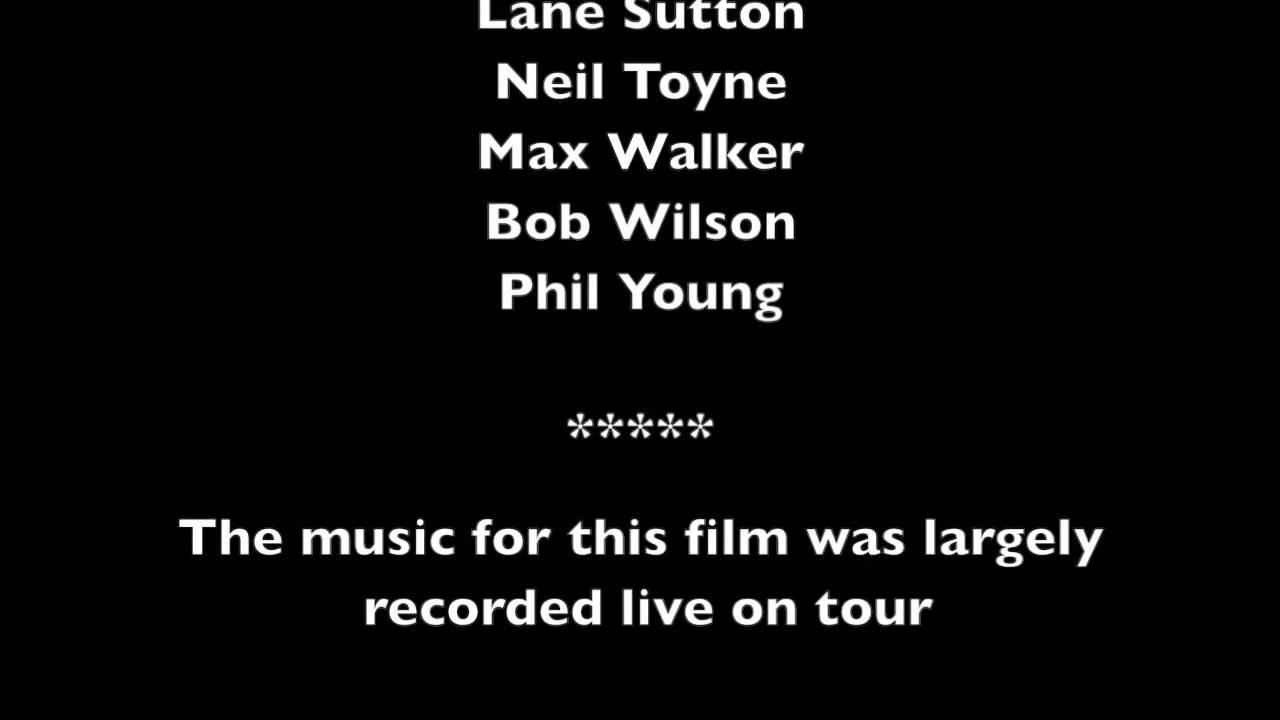 Lane Sutton
Neil Toyne
Max Walker
Bob Wilson
Phil Young
*****
The music for this film was largely
recorded live on tour